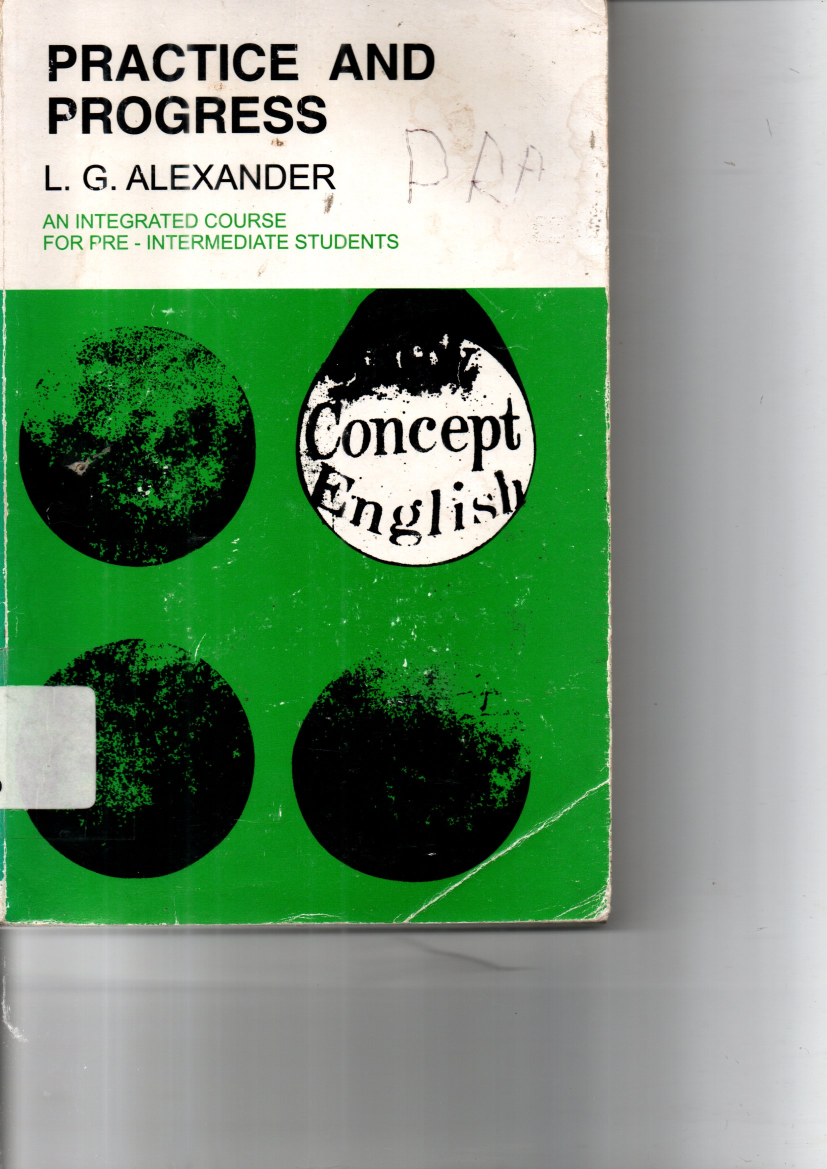 PRACTICE AND
PROGRESS
L. G. ALEXANDER
AN INTEGRATED COURSE
FOR PRE - INTERMEDIATE STUDENTS
Concept
English